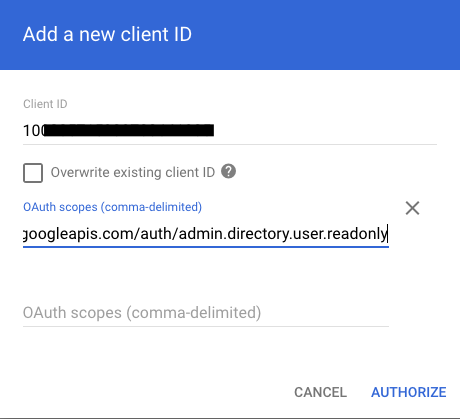 Add a new client ID
Client ID
100
Overwrite existing client ID ?
OAuth scopes (comma-delimited)
googleapis.com/auth/admin.directory.user.readonly
OAuth scopes (comma-delimited)
CANCEL AUTHORIZE